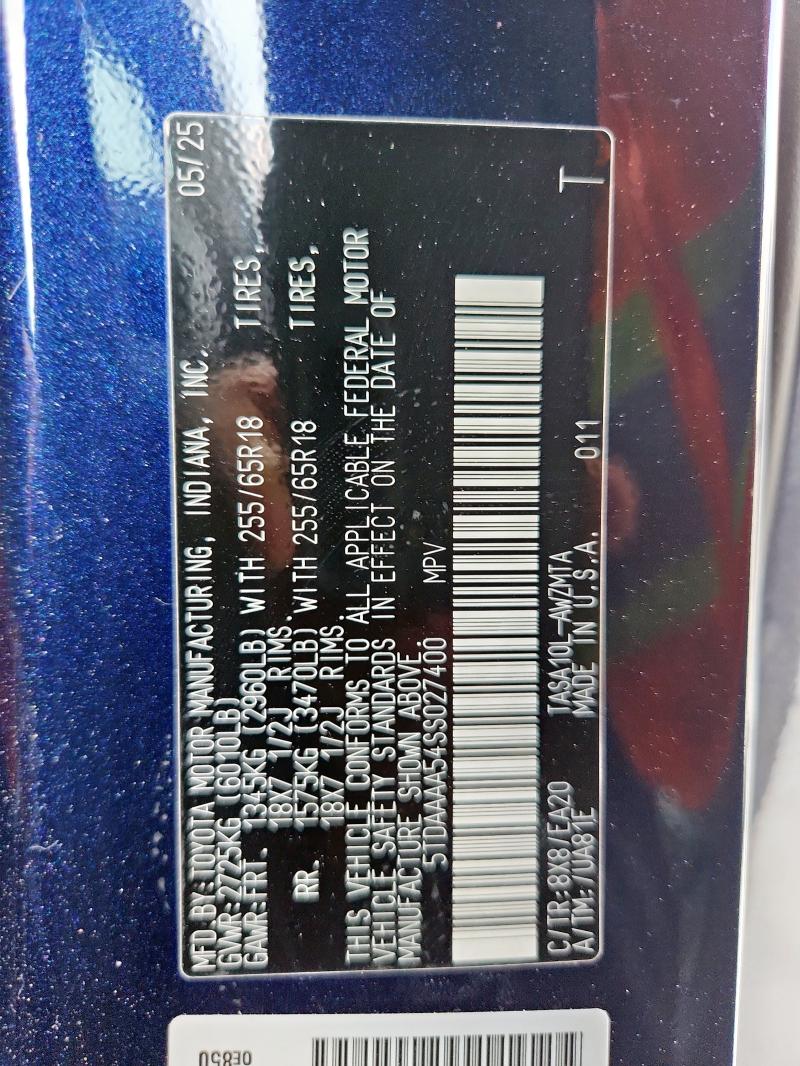 MFD.BY:TOYOTA MOTOR MANUFACTURING, INDIANA, INC. 05/25
GVWR:2725KG (6010LB)
GAWR:FRT. 1345KG (2960LB) WITH 255/65R18 TIRES,
18X7 1/2J RIMS.
RR. 1575KG (3470LB) WITH 255/65R18 TIRES,
18X7 1/2J RIMS.
THIS VEHICLE CONFORMS TO ALL APPLICABLE FEDERAL MOTOR
VEHICLE SAFETY STANDARDS IN EFFECT ON THE DATE OF
MANUFACTURE SHOWN ABOVE.
5TDAAAA54SS027400 MPV
C/TR:8X8/EA20 TASA10L-AWZMTA T
A/TM:/UA81E MADE IN U.S.A. 011
0E850